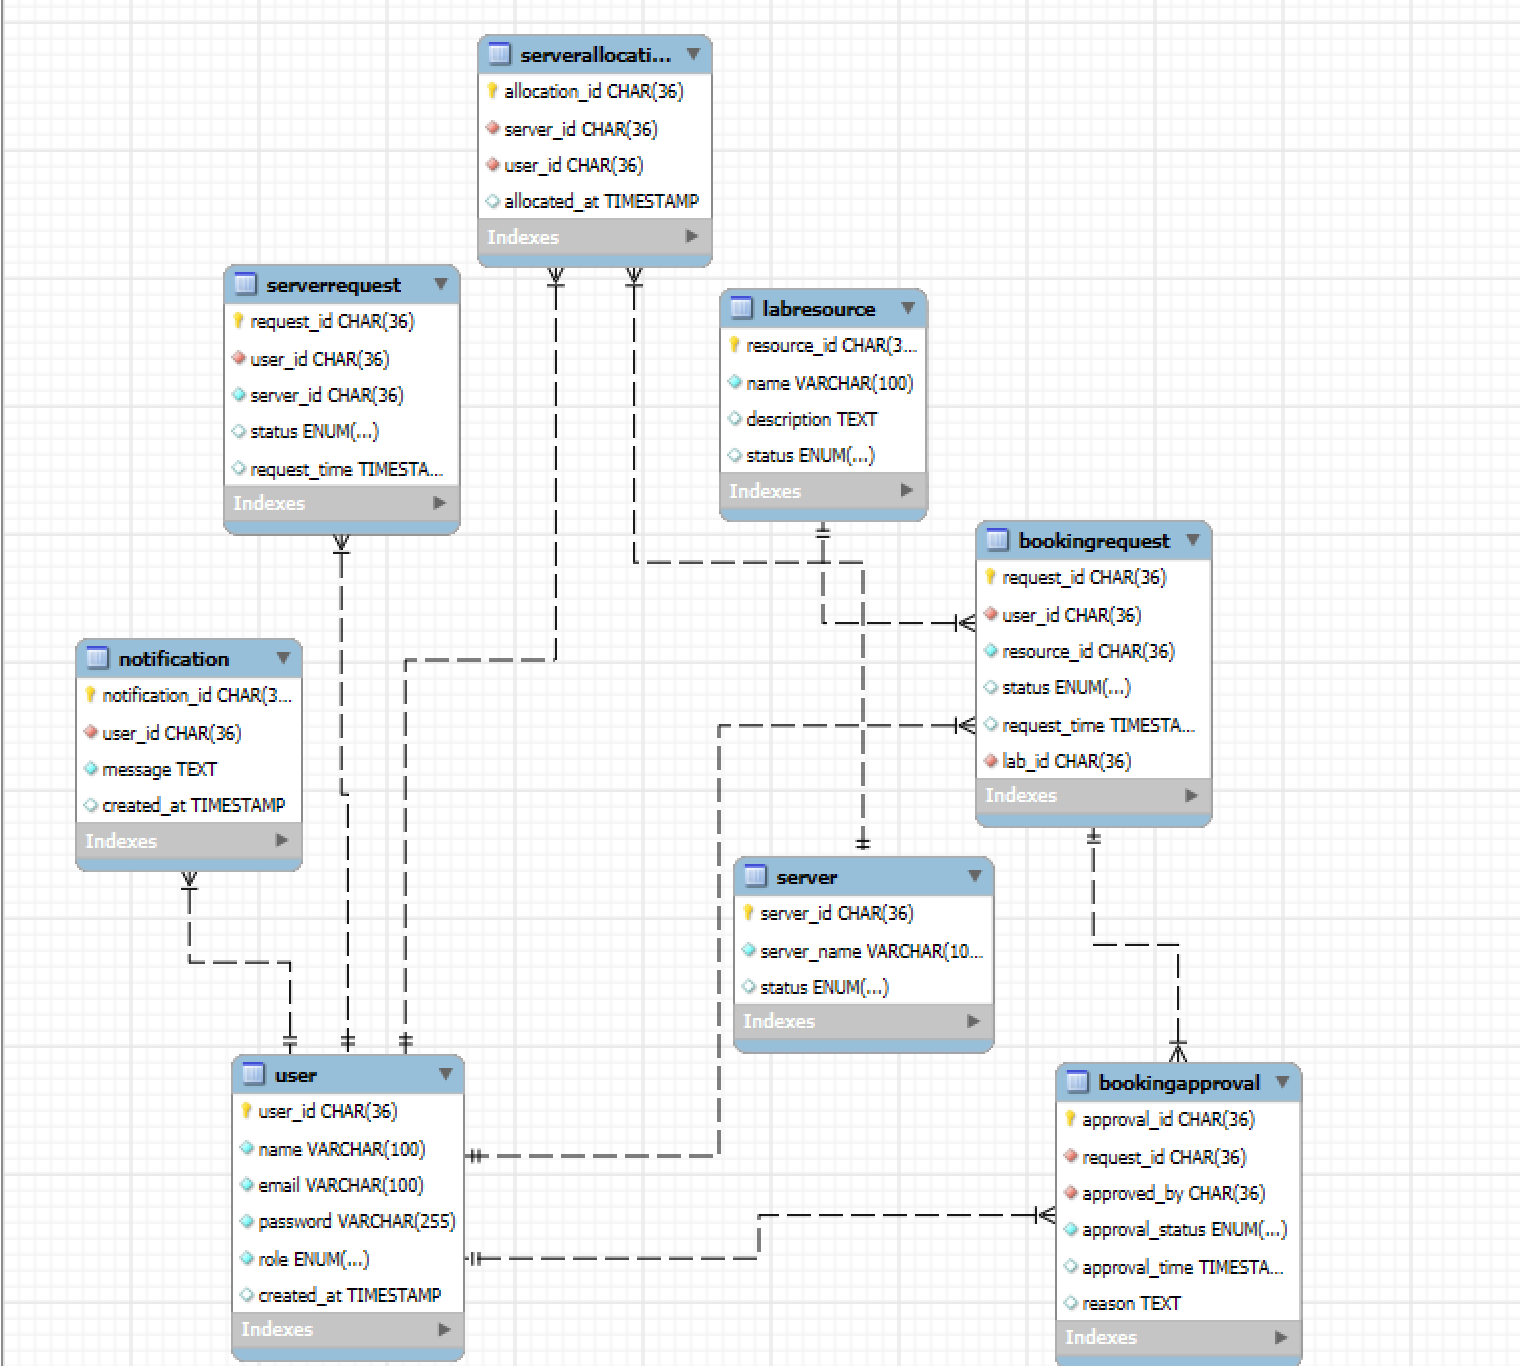 serverallocati...
allocation_id CHAR(36)
server_id CHAR(36)
user_id CHAR(36)
allocated_at TIMESTAMP
Indexes
serverrequest
request_id CHAR(36)
user_id CHAR(36)
server_id CHAR(36)
status ENUM(...)
request_time TIMESTA...
Indexes
labresource
resource_id CHAR(3...
name VARCHAR(100)
description TEXT
status ENUM(...)
Indexes
bookingrequest
request_id CHAR(36)
user_id CHAR(36)
resource_id CHAR(36)
status ENUM(...)
request_time TIMESTA...
lab_id CHAR(36)
Indexes
notification
notification_id CHAR(3...
user_id CHAR(36)
message TEXT
created_at TIMESTAMP
Indexes
server
server_id CHAR(36)
server_name VARCHAR(10...
status ENUM(...)
Indexes
user
user_id CHAR(36)
name VARCHAR(100)
email VARCHAR(100)
password VARCHAR(255)
role ENUM(...)
created_at TIMESTAMP
Indexes
bookingapproval
approval_id CHAR(36)
request_id CHAR(36)
approved_by CHAR(36)
approval_status ENUM(...)
approval_time TIMESTA...
reason TEXT
Indexes